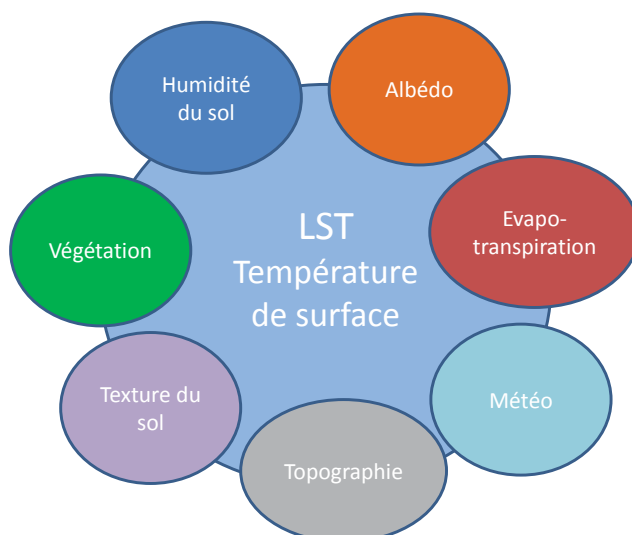 Humidité
du sol
Albédo
Evapo-
transpiration
Météo
Topographie
Texture du
sol
Végétation
LST
Température
de surface